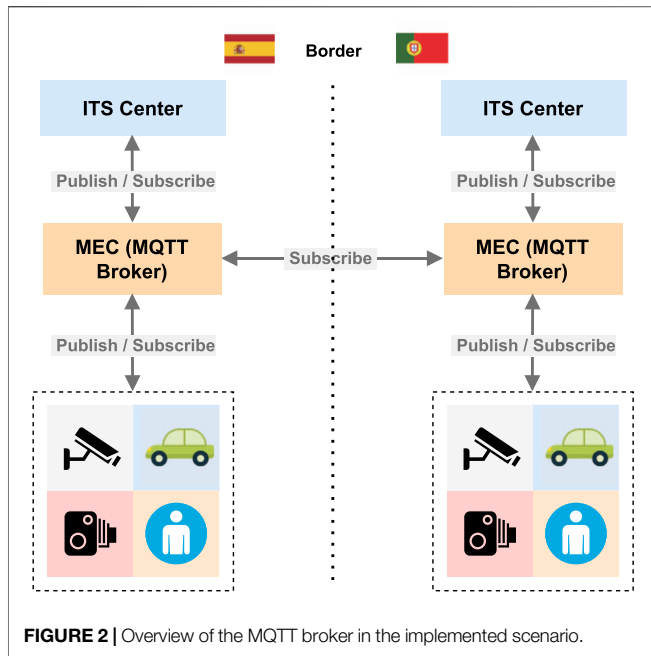 Border
ITS Center
ITS Center
Publish / Subscribe
Publish / Subscribe
MEC (MQTT
Broker)
Subscribe
MEC (MQTT
Broker)
Publish / Subscribe
Publish / Subscribe
FIGURE 2 | Overview of the MQTT broker in the implemented scenario.